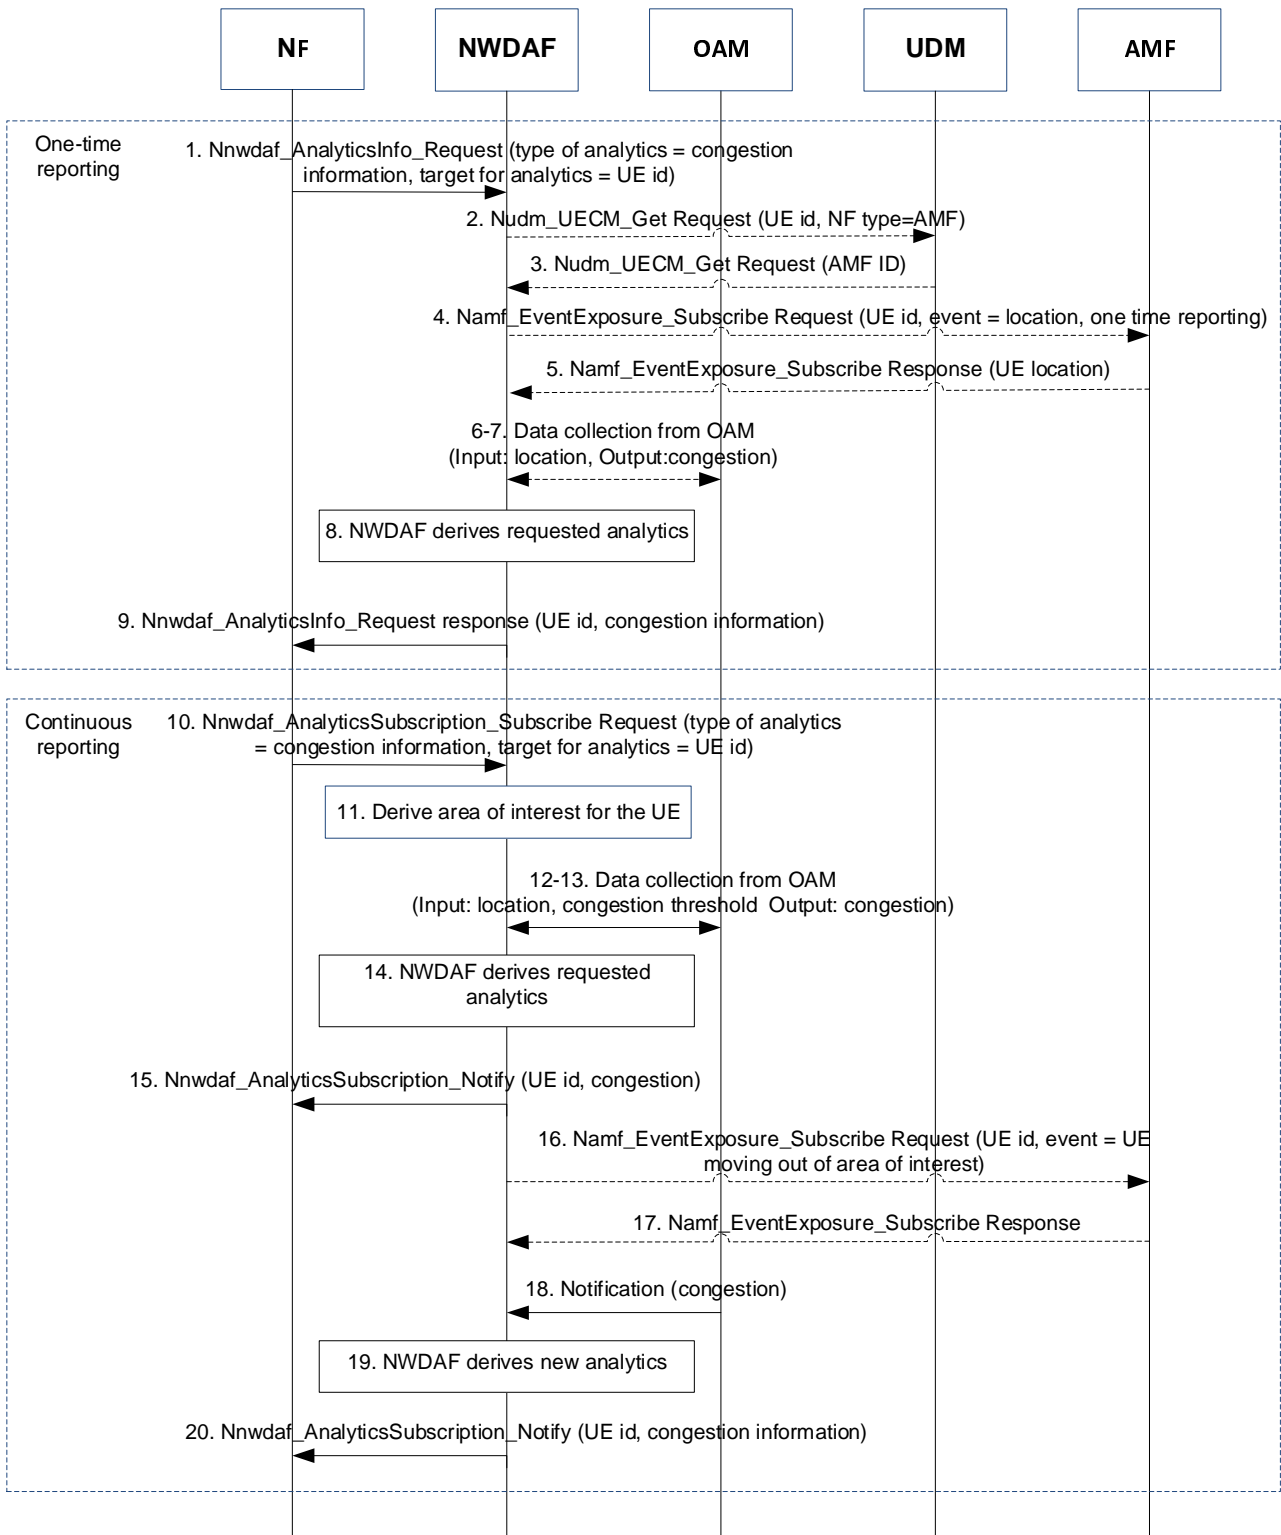 NF
NWDAF
OAM
UDM
AMF
One-time
reporting
1. Nnwdaf_AnalyticsInfo_Request (type of analytics = congestion
information, target for analytics = UE id)
2. Nudm_UECM_Get Request (UE id, NF type=AMF)
3. Nudm_UECM_Get Request (AMF ID)
4. Namf_EventExposure_Subscribe Request (UE id, event = location, one time reporting)
5. Namf_EventExposure_Subscribe Response (UE location)
6-7. Data collection from OAM
(Input: location, Output:congestion)
8. NWDAF derives requested analytics
9. Nnwdaf_AnalyticsInfo_Request response (UE id, congestion information)
Continuous
reporting
10. Nnwdaf_AnalyticsSubscription_Subscribe Request (type of analytics
= congestion information, target for analytics = UE id)
11. Derive area of interest for the UE
12-13. Data collection from OAM
(Input: location, congestion threshold  Output: congestion)
14. NWDAF derives requested
analytics
15. Nnwdaf_AnalyticsSubscription_Notify (UE id, congestion)
16. Namf_EventExposure_Subscribe Request (UE id, event = UE
moving out of area of interest)
17. Namf_EventExposure_Subscribe Response
18. Notification (congestion)
19. NWDAF derives new analytics
20. Nnwdaf_AnalyticsSubscription_Notify (UE id, congestion information)